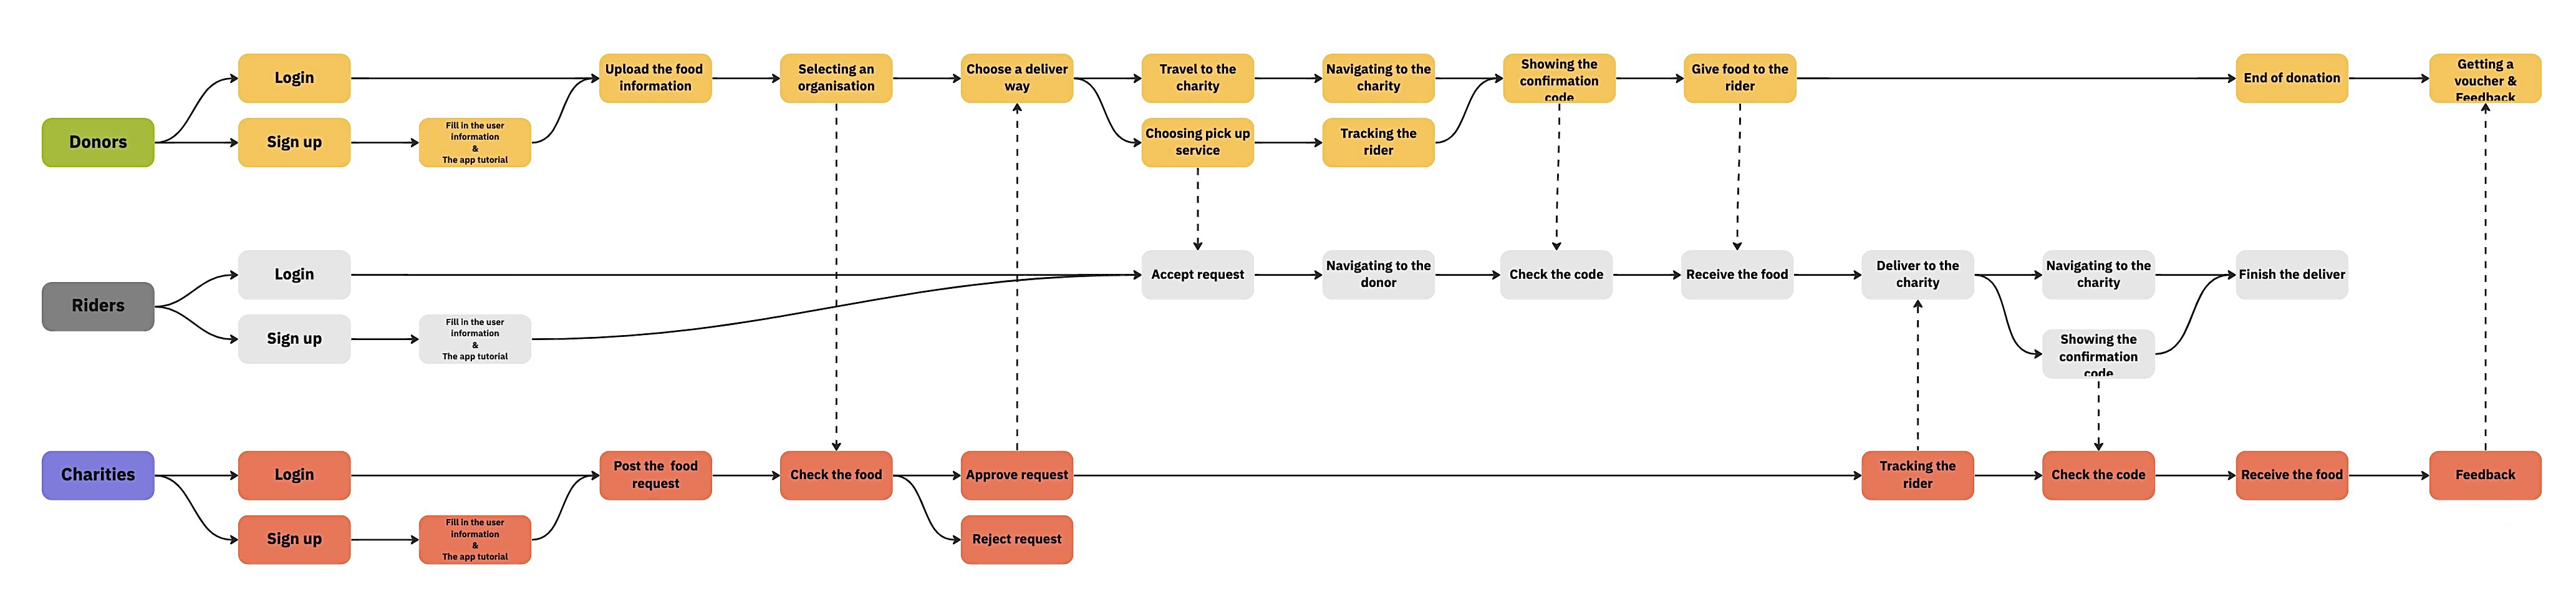 Login
Upload the food
information
Selecting an
organisation
Choose a deliver
way
Travel to the
charity
Navigating to the
charity
Showing the
confirmation
code
Give food to the
rider
End of donation
Getting a
voucher &
Feedback
Donors
Sign up
Fill in the user
information
&
The app tutorial
Choosing pick up
service
Tracking the
rider
Login
Accept request
Navigating to the
donor
Check the code
Receive the food
Deliver to the
charity
Navigating to the
charity
Finish the deliver
Riders
Sign up
Fill in the user
information
&
The app tutorial
Showing the
confirmation
code
Charities
Login
Post the food
request
Check the food
Approve request
Tracking the
rider
Check the code
Receive the food
Feedback
Sign up
Fill in the user
information
&
The app tutorial
Reject request